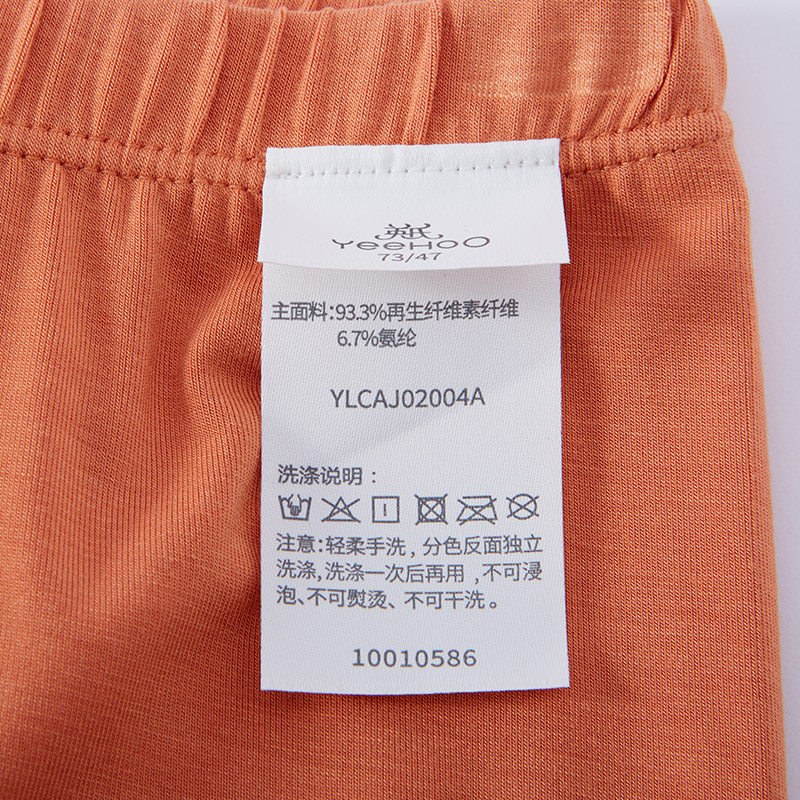 英氏
YeeHoO
73/47
主面料:93.3%再生纤维素纤维
6.7%氨纶
YLCAJ02004A
洗涤说明:
注意:轻柔手洗,分色反面独立
洗涤,洗涤一次后再用,不可浸
泡、不可熨烫、不可干洗。
10010586